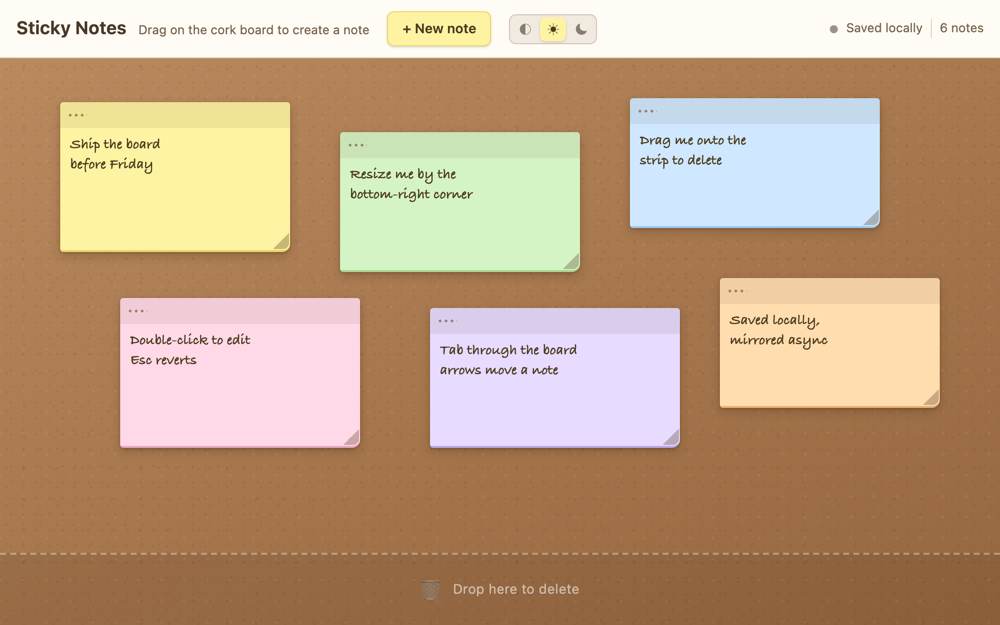 Sticky Notes
Drag on the cork board to create a note
+ New note
Saved locally
6 notes
Ship the board
before Friday
Resize me by the
bottom-right corner
Drag me onto the
strip to delete
Double-click to edit
Esc reverts
Tab through the board
arrows move a note
Saved locally,
mirrored async
Drop here to delete